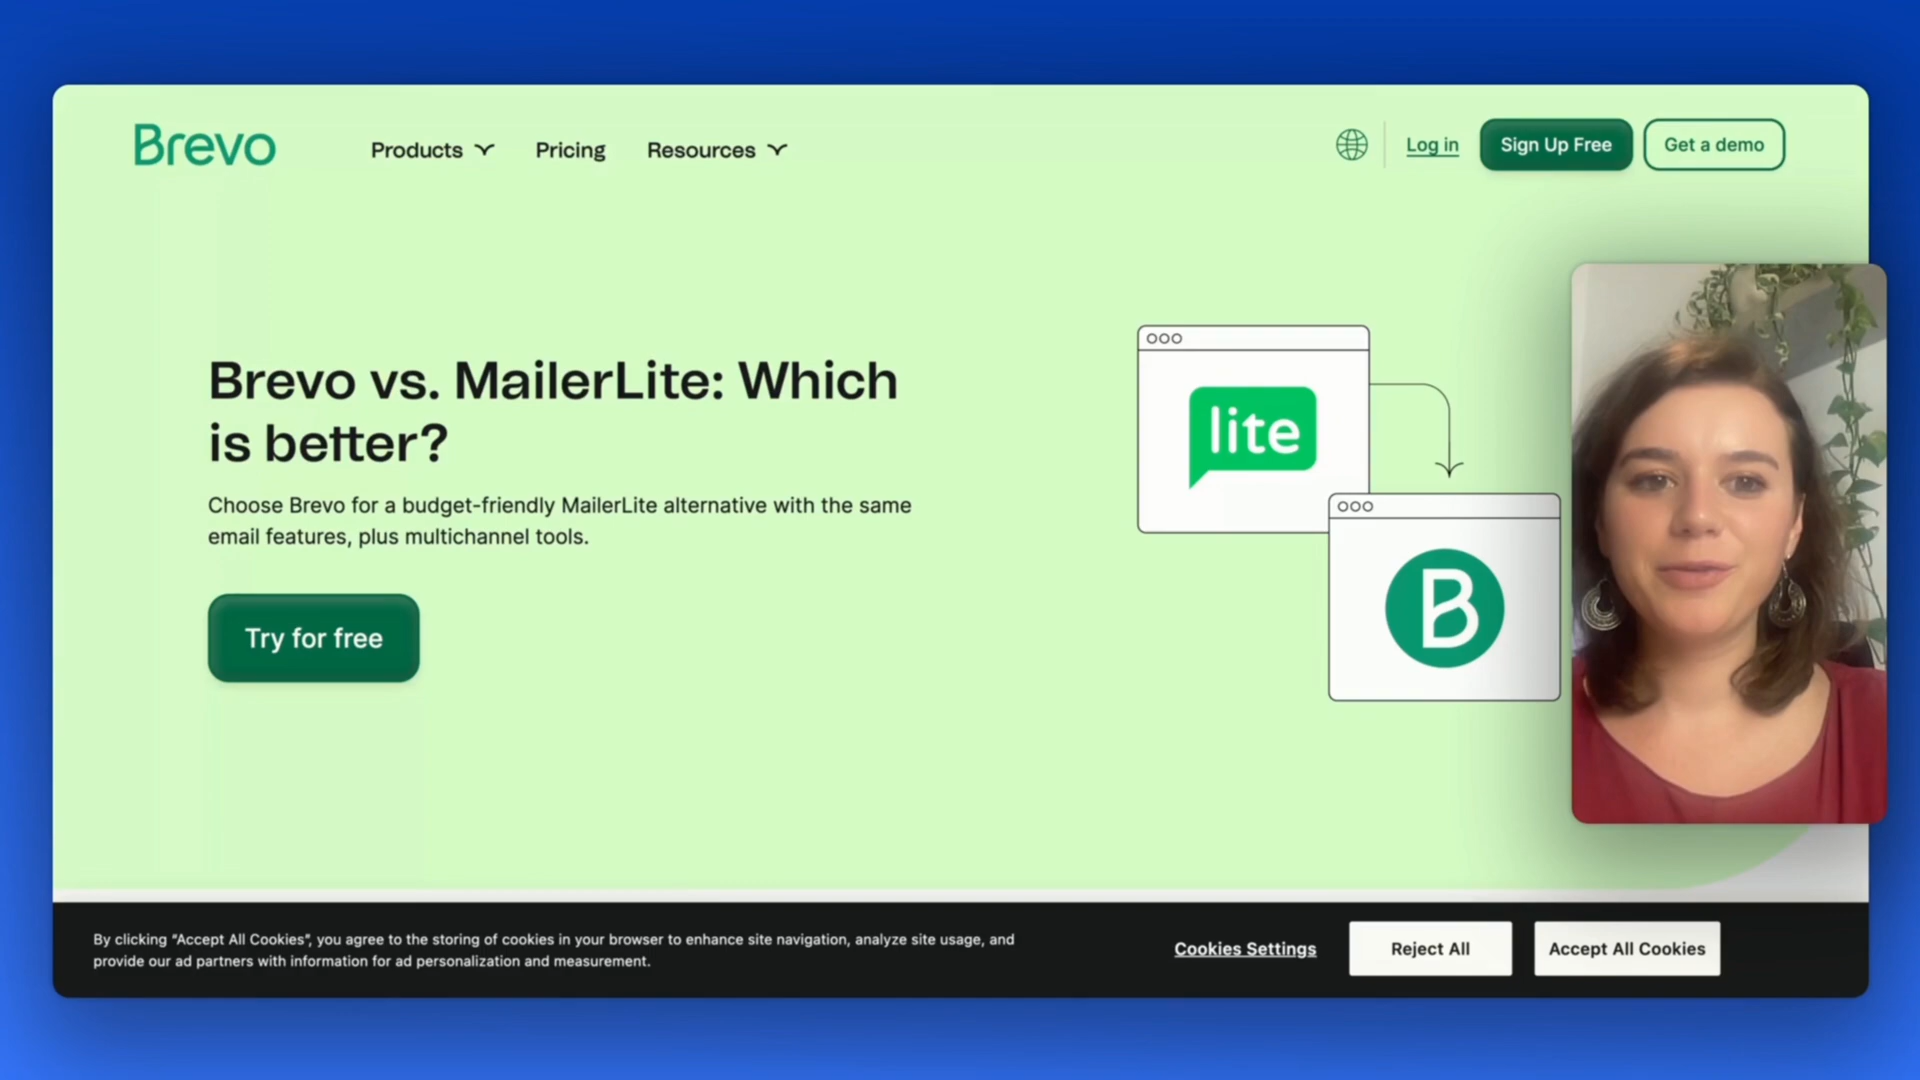 Brevo
Products
Pricing
Resources
Log in
Sign Up Free
Get a demo
Brevo vs. MailerLite: Which
is better?
Choose Brevo for a budget-friendly MailerLite alternative with the same
email features, plus multichannel tools.
Try for free
lite
B
By clicking “Accept All Cookies”, you agree to the storing of cookies in your browser to enhance site navigation, analyze site usage, and
provide our ad partners with information for ad personalization and measurement.
Cookies Settings
Reject All
Accept All Cookies